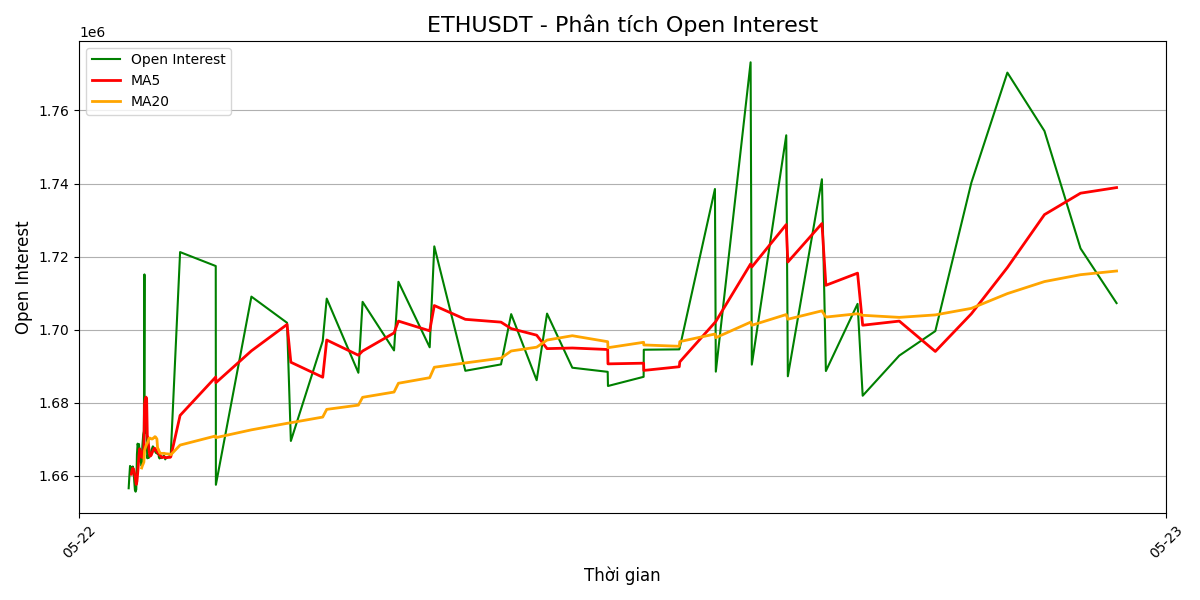 ETHUSDT - Phân tích Open Interest
1e6
Open Interest
MA5
MA20
1.76
1.74
1.72
1.70
1.68
1.66
Open Interest
05-22
05-23
Thời gian